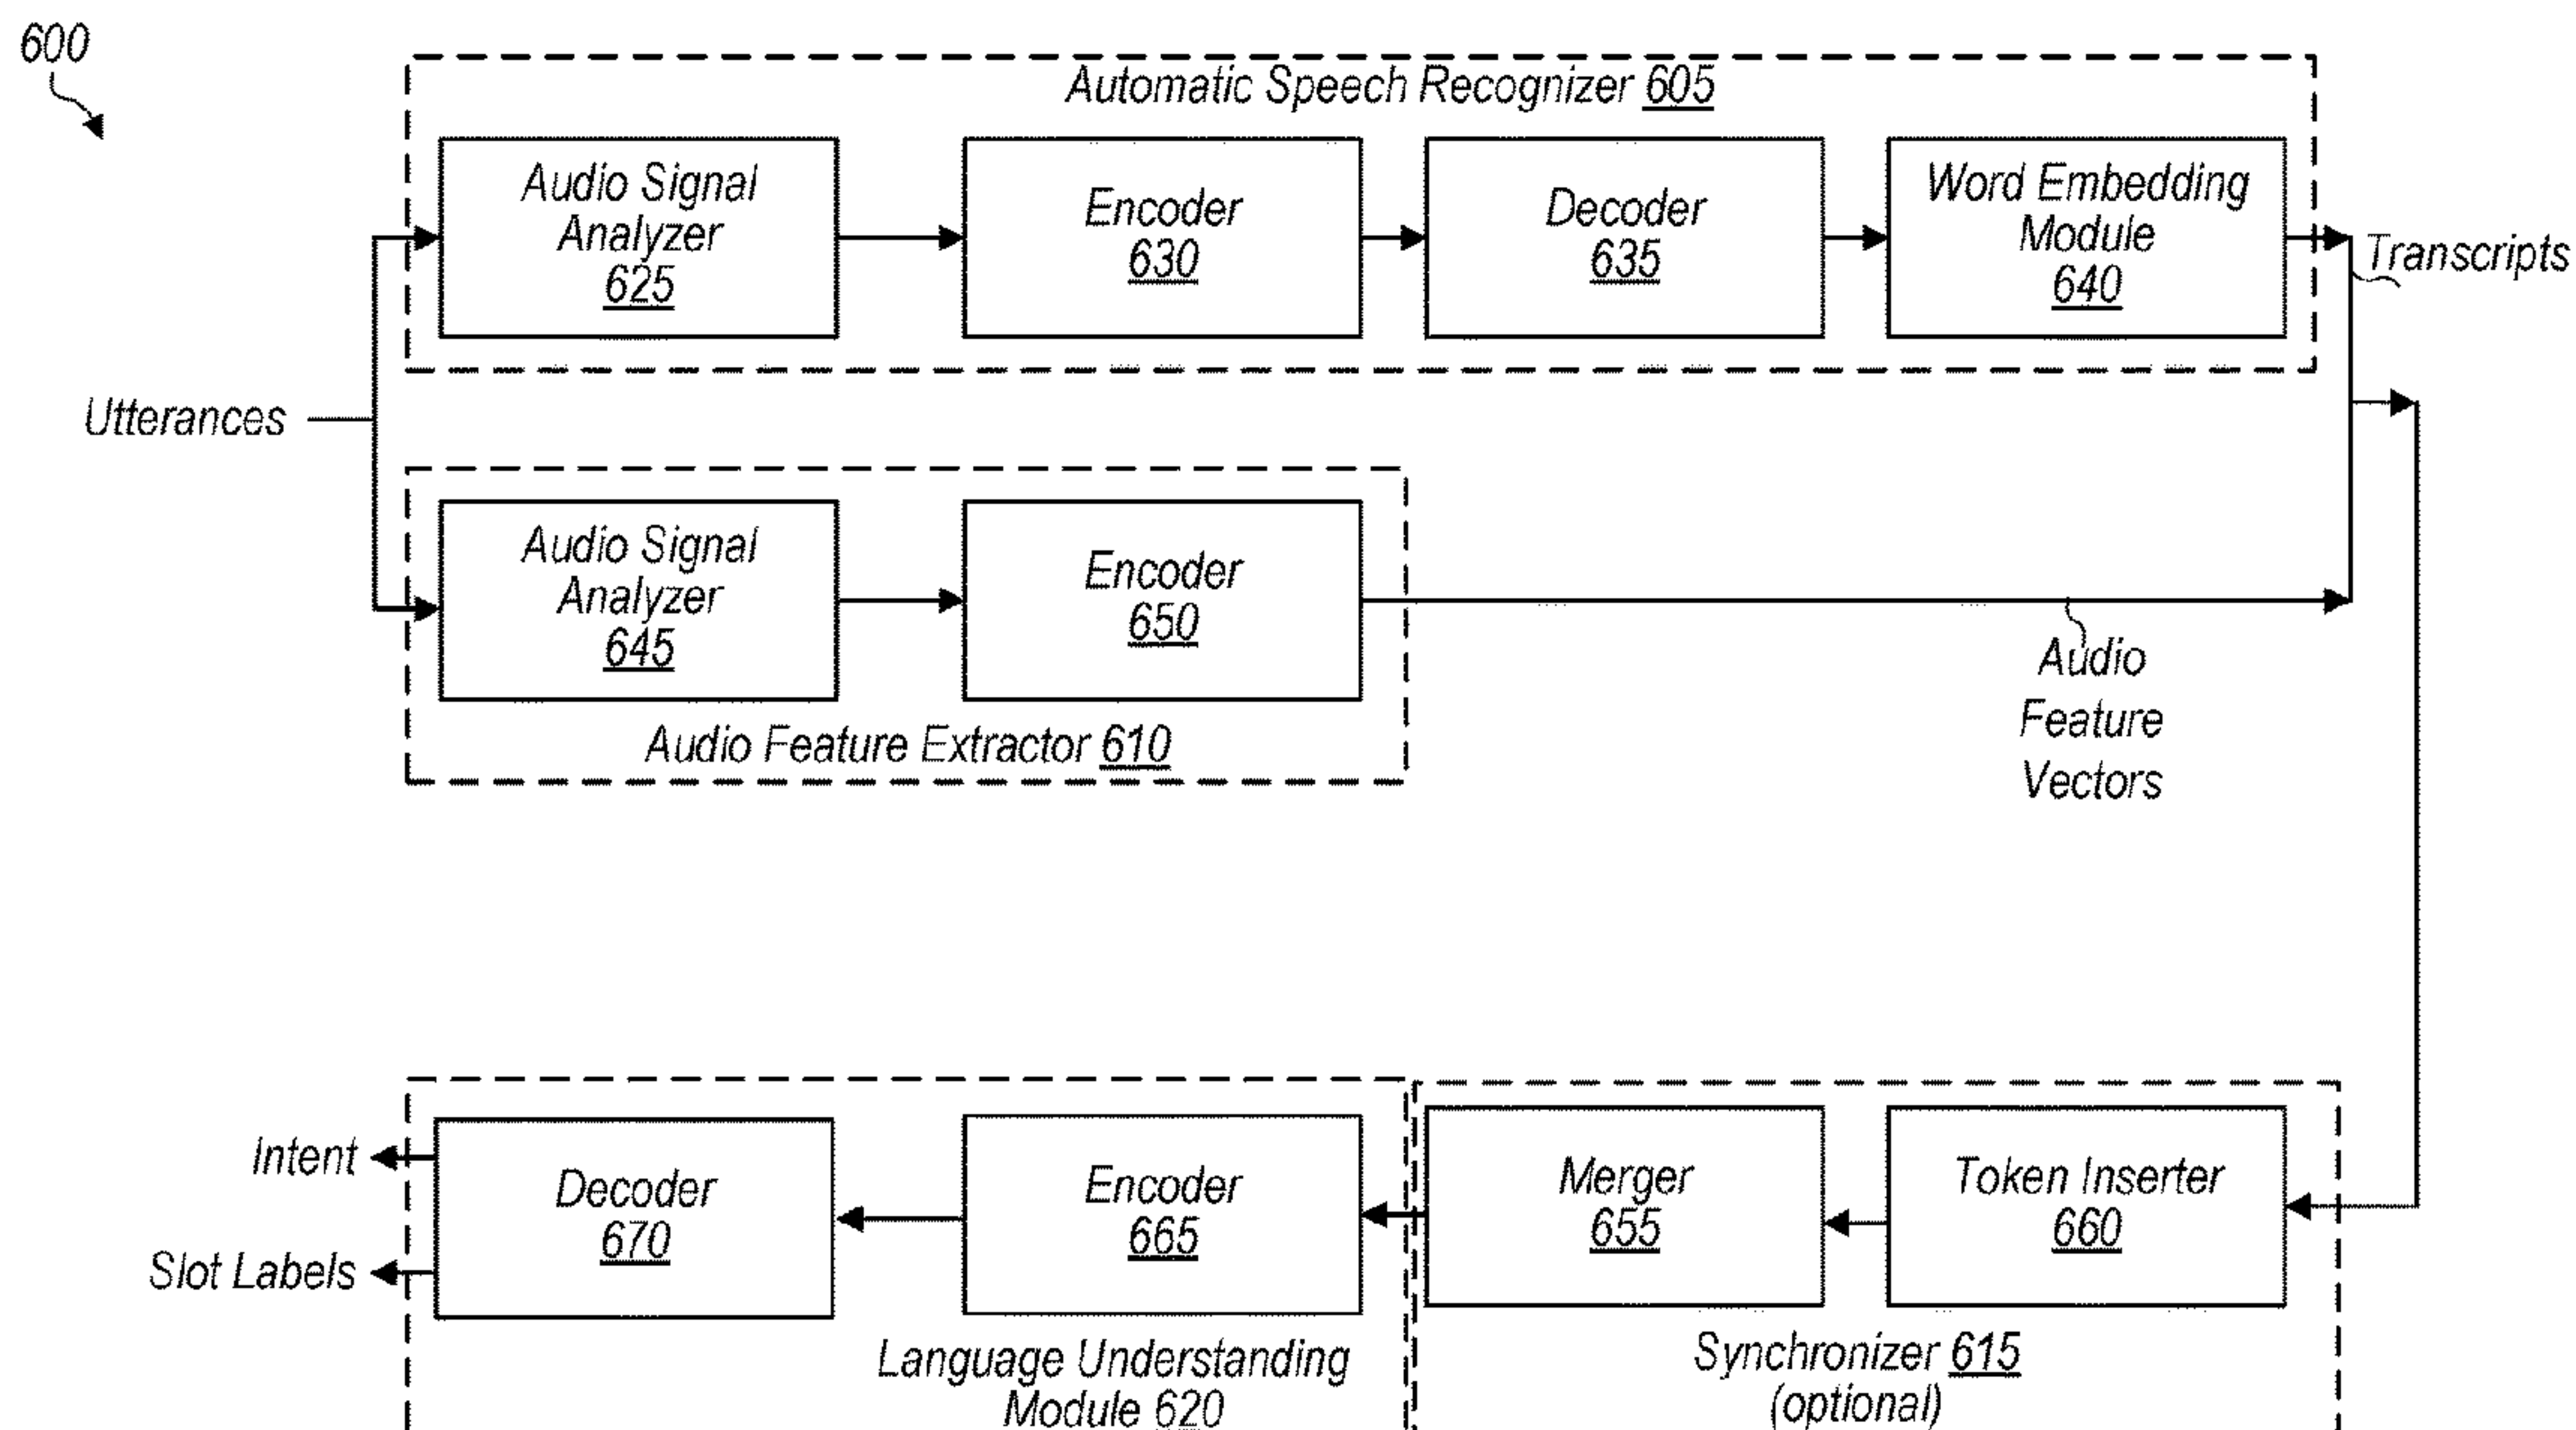 600
Automatic Speech Recognizer 605
Audio Signal
Analyzer
625
Encoder
630
Decoder
635
Word Embedding
Module
640
Transcripts
Utterances
Audio Signal
Analyzer
645
Encoder
650
Audio Feature Extractor 610
Audio
Feature
Vectors
Intent
Slot Labels
Decoder
670
Encoder
665
Language Understanding
Module 620
Merger
655
Token Inserter
660
Synchronizer 615
(optional)